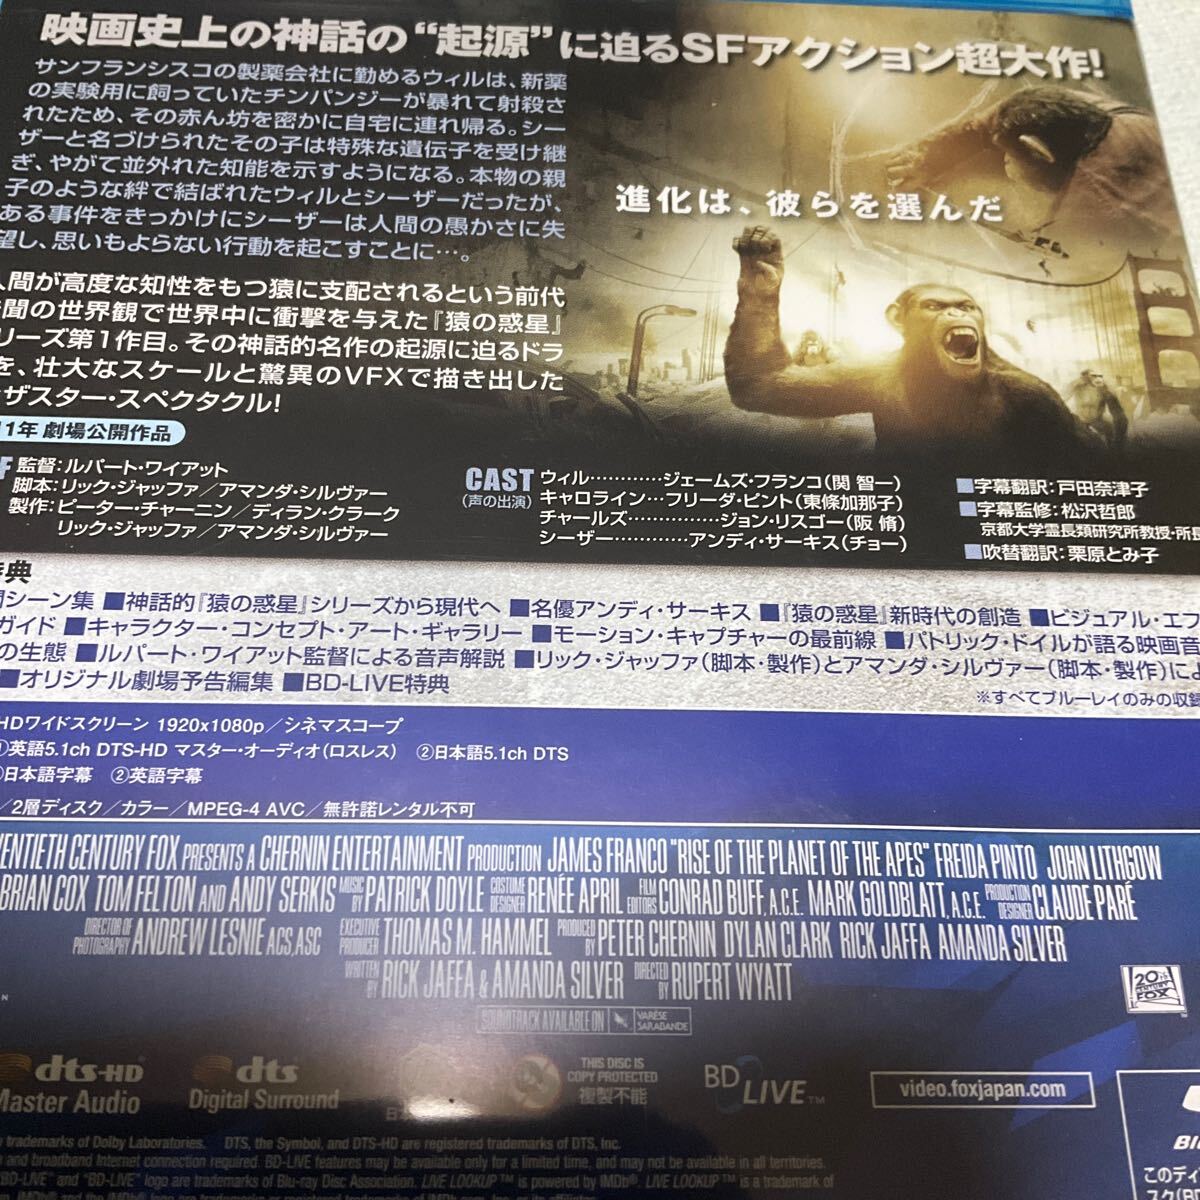 映画史上の神話の“起源”に迫るSFアクション超大作!
サンフランシスコの製薬会社に勤めるウィルは、新薬
の実験用に飼っていたチンパンジーが暴れて射殺さ
れたため、その赤ん坊を密かに自宅に連れ帰る。シー
ザーと名づけられたその子は特殊な遺伝子を受け継
ぎ、やがて並外れた知能を示すようになる。本物の親
子のような絆で結ばれたウィルとシーザーだったが、
ある事件をきっかけにシーザーは人間の愚かさに失
望し、思いもよらない行動を起こすことに…。
進化は、彼らを選んだ
人間が高度な知性をもつ猿に支配されるという前代
聞の世界観で世界中に衝撃を与えた『猿の惑星』
リーズ第1作目。その神話的名作の起源に迫るドラ
を、壮大なスケールと驚異のVFXで描き出した
ザスター・スペクタクル!
11年 劇場公開作品
F 監督:ルパート・ワイアット
脚本:リック・ジャッファ/アマンダ・シルヴァー
製作:ピーター・チャーニン/ディラン・クラーク
リック・ジャッファ/アマンダ・シルヴァー
CAST
(声の出演)
ウィル…………ジェームズ・フランコ(関 智一)
キャロライン…フリーダ・ピント(東條加那子)
チャールズ……………ジョン・リスゴー(阪 脩)
シーザー…………アンディ・サーキス(チョー)
■字幕翻訳:戸田奈津子
■字幕監修:松沢哲郎
京都大学霊長類研究所教授・所長
■吹替翻訳:栗原とみ子
典
シーン集 ■神話的『猿の惑星』シリーズから現代へ ■名優アンディ・サーキス ■『猿の惑星』新時代の創造 ■ビジュアル・エフ
ガイド ■キャラクター・コンセプト・アート・ギャラリー ■モーション・キャプチャーの最前線 ■パトリック・ドイルが語る映画音
の生態 ■ルパート・ワイアット監督による音声解説 ■リック・ジャッファ(脚本・製作)とアマンダ・シルヴァー(脚本・製作)によ
■オリジナル劇場予告編集 ■BD-LIVE特典
※すべてブルーレイのみの収録
HDワイドスクリーン 1920x1080p/シネマスコープ
①英語5.1ch DTS-HD マスター・オーディオ(ロスレス) ②日本語5.1ch DTS
①日本語字幕 ②英語字幕
/2層ディスク/カラー/MPEG-4 AVC/無許諾レンタル不可
ENTIETH CENTURY FOX PRESENTS A CHERNIN ENTERTAINMENT PRODUCTION JAMES FRANCO "RISE OF THE PLANET OF THE APES" FREIDA PINTO JOHN LITHGOW
BRIAN COX TOM FELTON AND ANDY SERKIS MUSIC BY PATRICK DOYLE COSTUME DESIGNER RENÉE APRIL FILM EDITORS CONRAD BUFF, A.C.E. MARK GOLDBLATT, A.C.E. PRODUCTION DESIGNER CLAUDE PARÉ
DIRECTOR OF PHOTOGRAPHY ANDREW LESNIE ACS, ASC EXECUTIVE PRODUCER THOMAS M. HAMMEL PRODUCED BY PETER CHERNIN DYLAN CLARK RICK JAFFA AMANDA SILVER
WRITTEN BY RICK JAFFA & AMANDA SILVER DIRECTED BY RUPERT WYATT
20TH CENTURY FOX
SOUNDTRACK AVAILABLE ON VARÈSE SARABANDE
dts-HD
Master Audio
dts
Digital Surround
THIS DISC IS
COPY PROTECTED
複製不能
BD LIVE™
video.foxjapan.com
trademarks of Dolby Laboratories. DTS, the Symbol, and DTS-HD are registered trademarks of DTS, Inc.
and broadband Internet connection required. BD-LIVE features may be available only for a limited time, and may not be available in all territories.
"BD-LIVE" and "BD-LIVE" logo are trademarks of Blu-ray Disc Association. LIVE LOOKUP™ is powered by IMDb®. LIVE LOOKUP™ is a trademark of
このディ